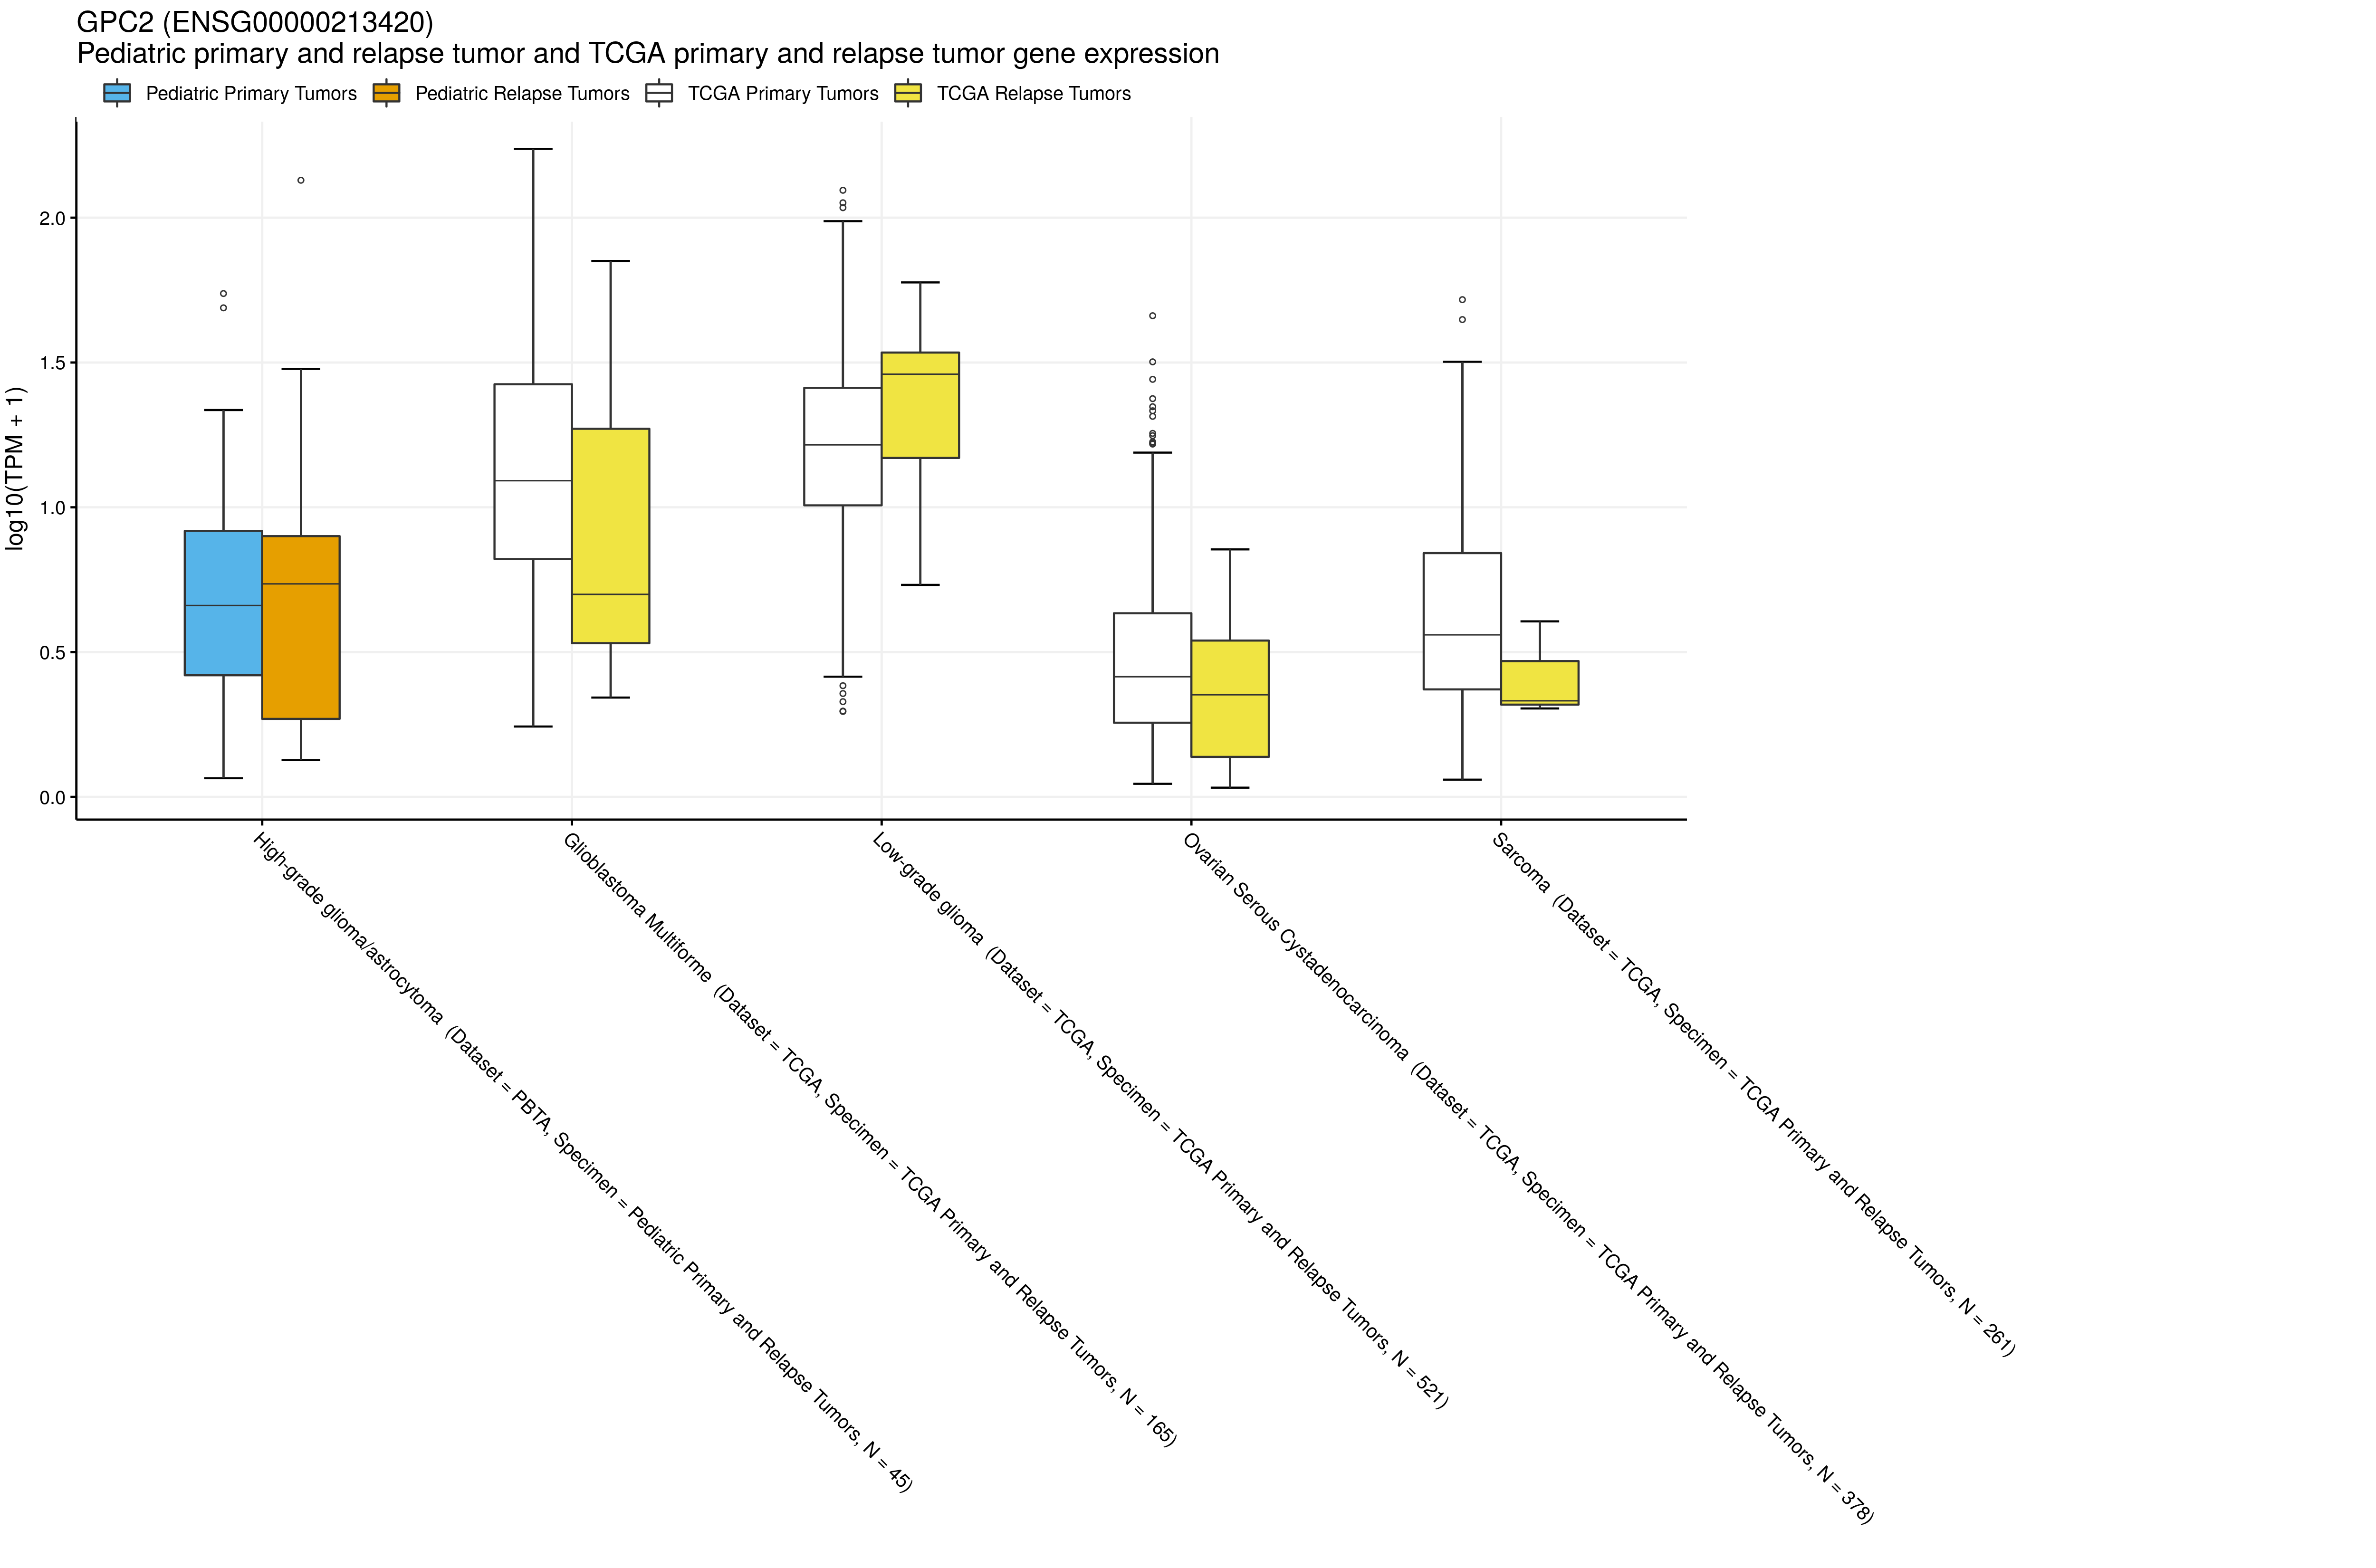 GPC2 (ENSG00000213420)
Pediatric primary and relapse tumor and TCGA primary and relapse tumor gene expression
Pediatric Primary Tumors
Pediatric Relapse Tumors
TCGA Primary Tumors
TCGA Relapse Tumors
log10(TPM + 1)
2.0
1.5
1.0
0.5
0.0
High-grade glioma/astrocytoma (Dataset = PBTA, Specimen = Pediatric Primary and Relapse Tumors, N = 45)
Glioblastoma Multiforme (Dataset = TCGA, Specimen = TCGA Primary and Relapse Tumors, N = 165)
Low-grade glioma (Dataset = TCGA, Specimen = TCGA Primary and Relapse Tumors, N = 521)
Ovarian Serous Cystadenocarcinoma (Dataset = TCGA, Specimen = TCGA Primary and Relapse Tumors, N = 378)
Sarcoma (Dataset = TCGA, Specimen = TCGA Primary and Relapse Tumors, N = 261)